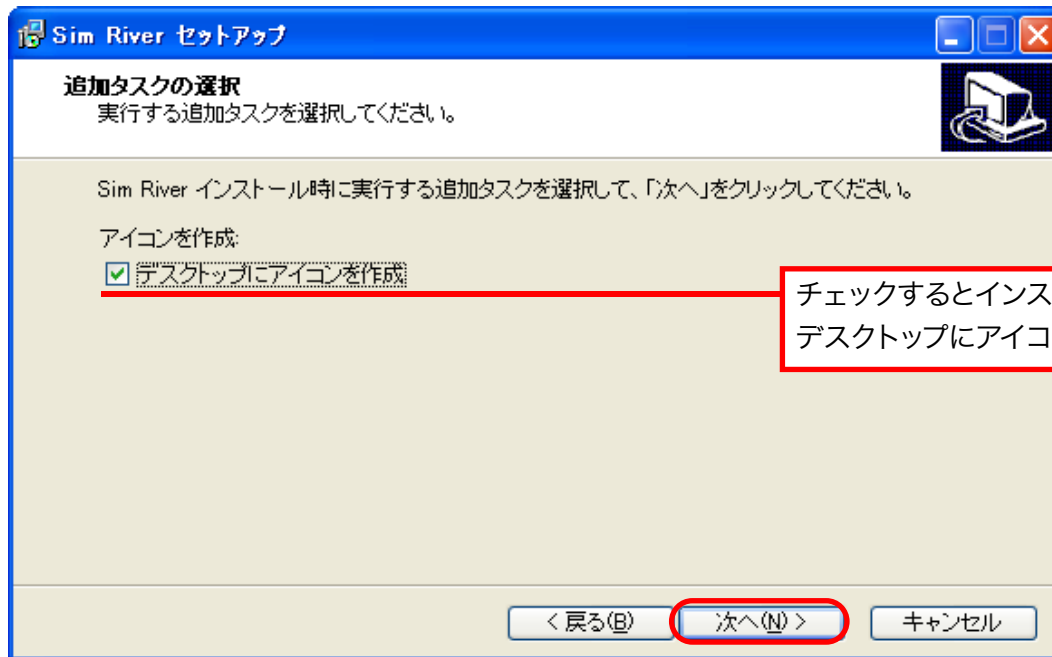 Sim River セットアップ
追加タスクの選択
実行する追加タスクを選択してください。
Sim River インストール時に実行する追加タスクを選択して、「次へ」をクリックしてください。
アイコンを作成:
デスクトップにアイコンを作成
チェックするとインス
デスクトップにアイコ
< 戻る(B)
次へ(N) >
キャンセル